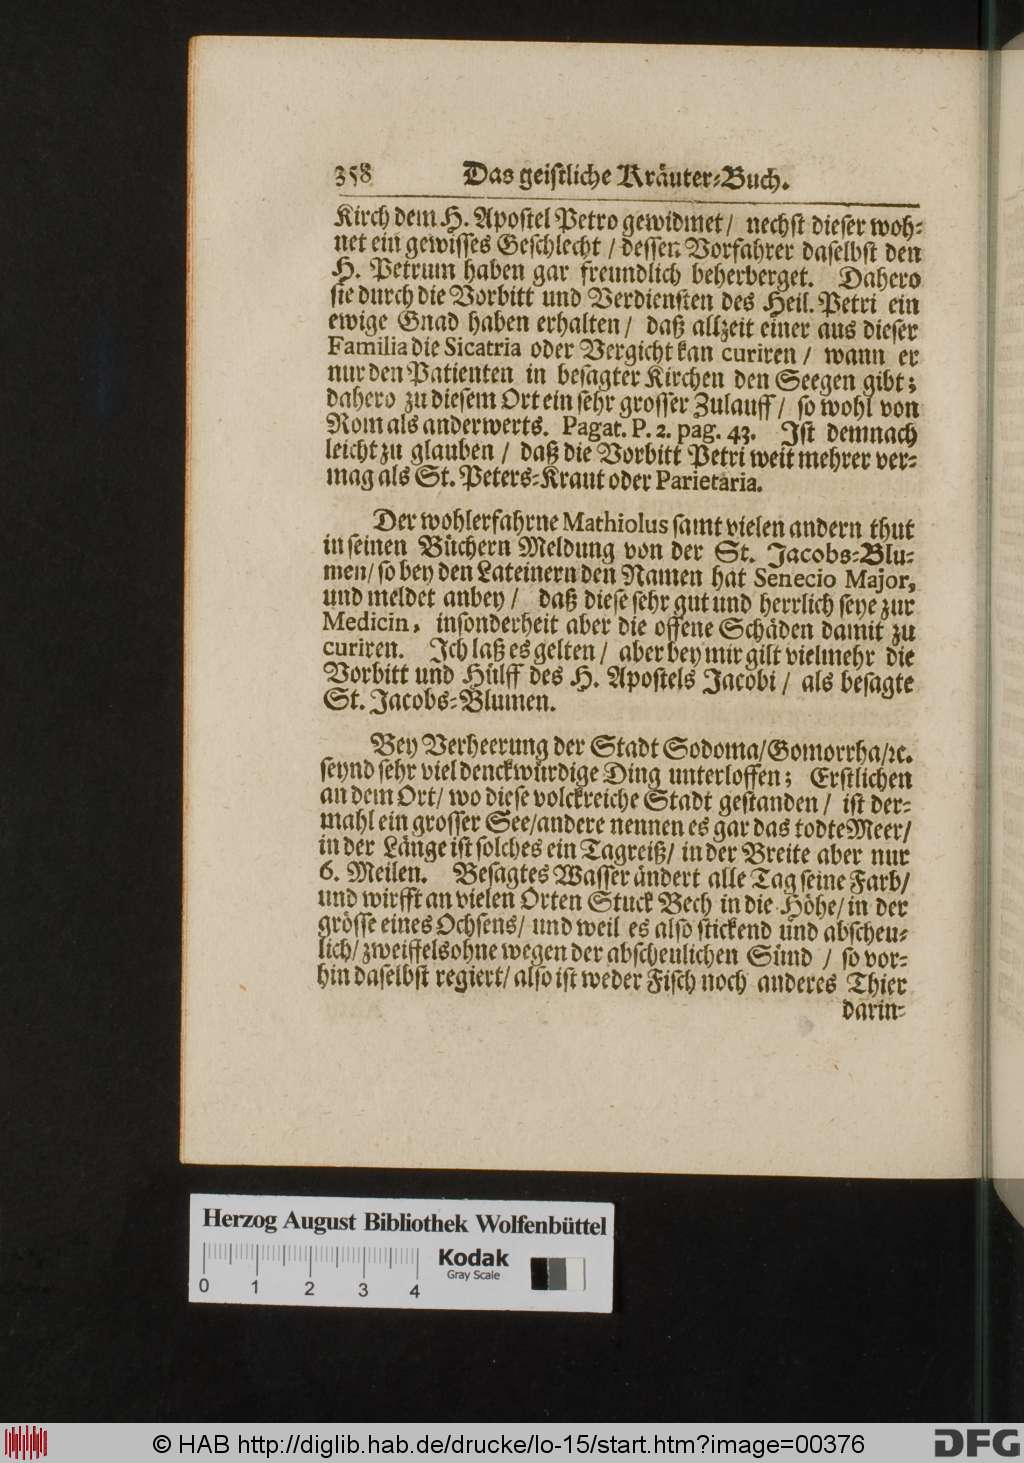 358 Das geistliche Kräuter-Buch.
Kirch dem H. Apostel Petro gewidmet / nechst dieser woh-
net ein gewisses Geschlecht / dessen Vorfahrer daselbst den
H. Petrum haben gar freundlich beherberget. Dahero
sie durch die Vorbitt und Verdiensten des Heil. Petri ein
ewige Gnad haben erhalten / daß allzeit einer aus dieser
Familia die Sicatria oder Vergicht kan curiren / wann er
nur den Patienten in besagter Kirchen den Seegen gibt;
dahero zu diesem Ort ein sehr grosser Zulauff / so wohl von
Rom als anderwerts. Pagat. P. 2. pag. 43. Ist demnach
leicht zu glauben / daß die Vorbitt Petri weit mehrer ver-
mag als St. Peters-Kraut oder Parietaria.
Der wohlerfahrne Mathiolus samt vielen andern thut
in seinen Büchern Meldung von der St. Jacobs-Blu-
men / so bey den Lateinern den Namen hat Senecio Major,
und meldet anbey / daß diese sehr gut und herrlich seye zur
Medicin, insonderheit aber die offene Schäden damit zu
curiren. Ich laß es gelten / aber bey mir gilt vielmehr die
Vorbitt und Hülff des H. Apostels Jacobi / als besagte
St. Jacobs-Blumen.
Bey Verheerung der Stadt Sodoma / Gomorrha / ꝛc.
seynd sehr viel denckwürdige Ding unterloffen; Erstlichen
an dem Ort / wo diese volckreiche Stadt gestanden / ist der-
mahl ein grosser See / andere nennen es gar das todte Meer /
in der Länge ist solches ein Tagreiß / in der Breite aber nur
6. Meilen. Besagtes Wasser ändert alle Tag seine Farb /
und wirfft an vielen Orten Stuck Bech in die Höhe / in der
grösse eines Ochsens / und weil es also stickend und abscheu-
lich / zweiffelsohne wegen der abscheulichen Sünd / so vor-
hin daselbst regiert / also ist weder Fisch noch anderes Thier
darin-
Herzog August Bibliothek Wolfenbüttel
Kodak
Gray Scale
0 1 2 3 4
© HAB http://diglib.hab.de/drucke/lo-15/start.htm?image=00376
DFG